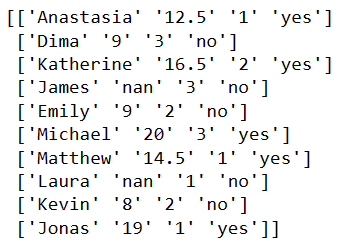 [['Anastasia' '12.5' '1' 'yes']
['Dima' '9' '3' 'no']
['Katherine' '16.5' '2' 'yes']
['James' 'nan' '3' 'no']
['Emily' '9' '2' 'no']
['Michael' '20' '3' 'yes']
['Matthew' '14.5' '1' 'yes']
['Laura' 'nan' '1' 'no']
['Kevin' '8' '2' 'no']
['Jonas' '19' '1' 'yes']]